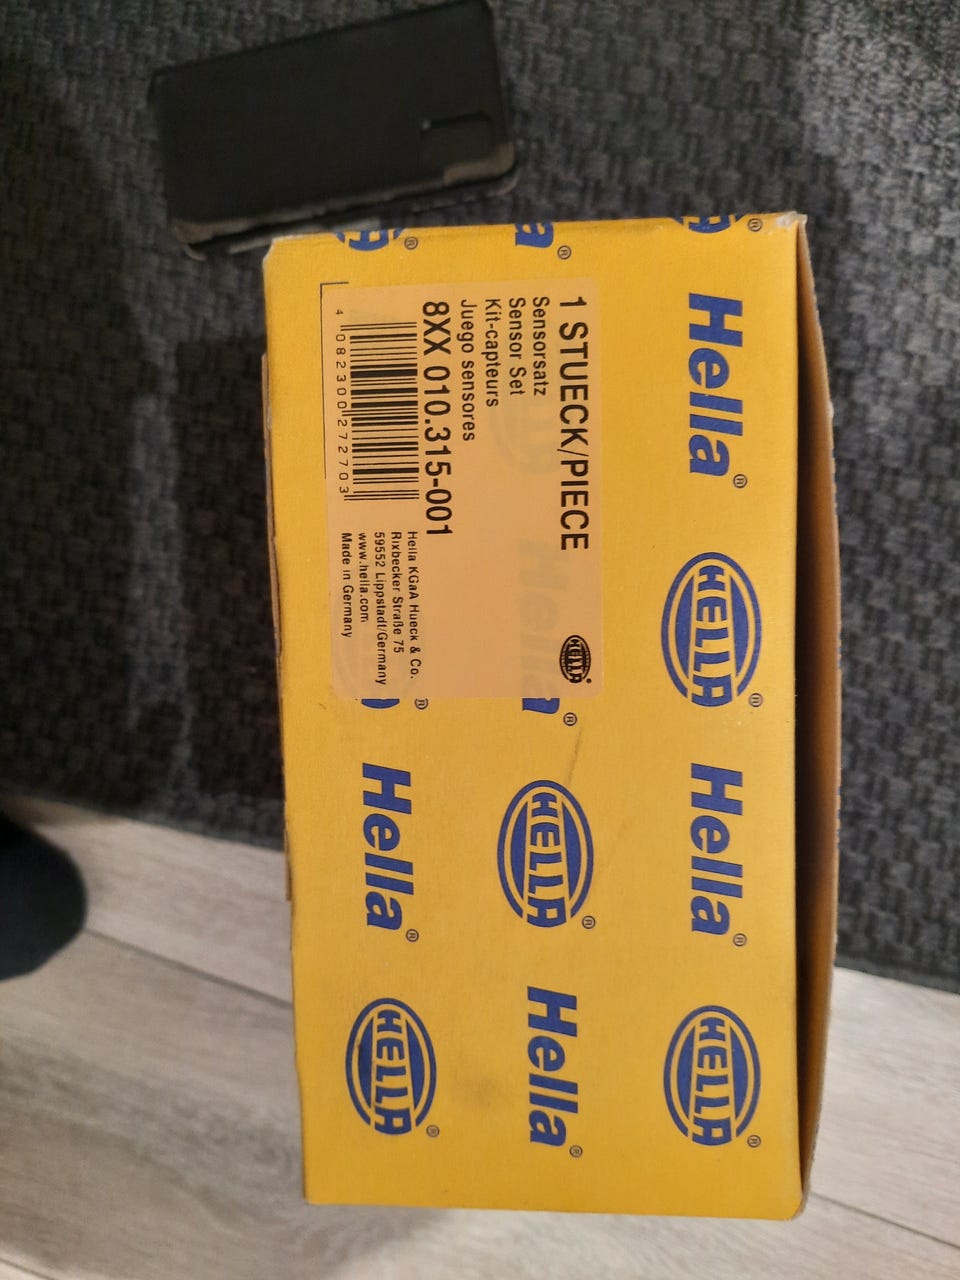 1 STUECK/PIECE
Sensorsatz
Sensor Set
Kit-capteurs
Juego sensores
8XX 010.315-001
4 082300 272703
HELLA
Hella KGaA Hueck & Co.
Rixbecker Straße 75
59552 Lippstadt/Germany
www.hella.com
Made in Germany
Hella®
HELLA®
Hella®
HELLA®
Hella
HELLA®
Hella®
Hella®
HELLA®